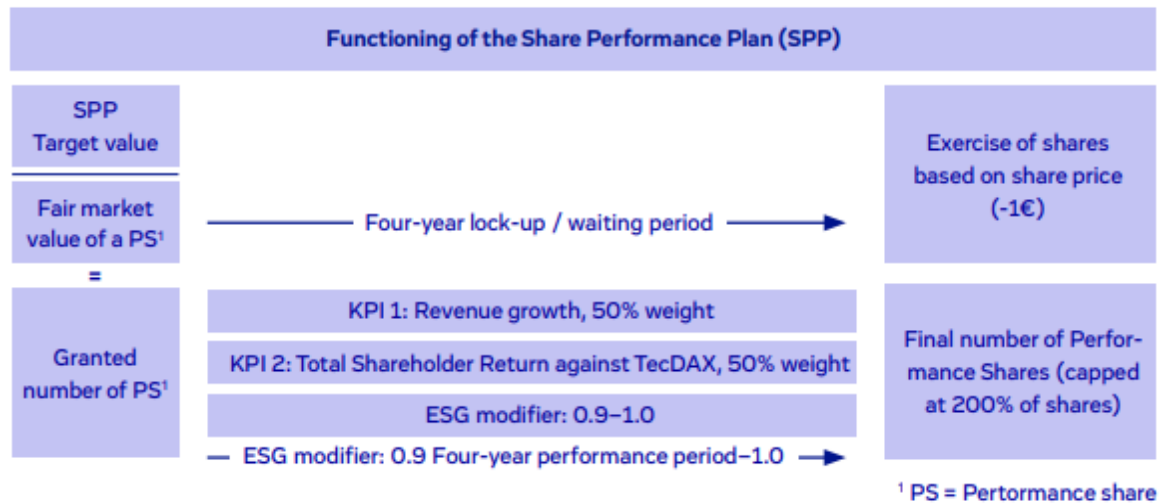 Functioning of the Share Performance Plan (SPP)
SPP
Target value
Fair market
value of a PS¹
=
Granted
number of PS¹
Four-year lock-up / waiting period
KPI 1: Revenue growth, 50% weight
KPI 2: Total Shareholder Return against TecDAX, 50% weight
ESG modifier: 0.9–1.0
ESG modifier: 0.9 Four-year performance period–1.0
Exercise of shares
based on share price
(-1€)
Final number of Perfor-
mance Shares (capped
at 200% of shares)
¹ PS = Pertormance share